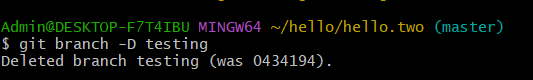 Admin@DESKTOP-F7T4IBU MINGW64 ~/hello/hello.two (master)
$ git branch -D testing
Deleted branch testing (was 0434194).